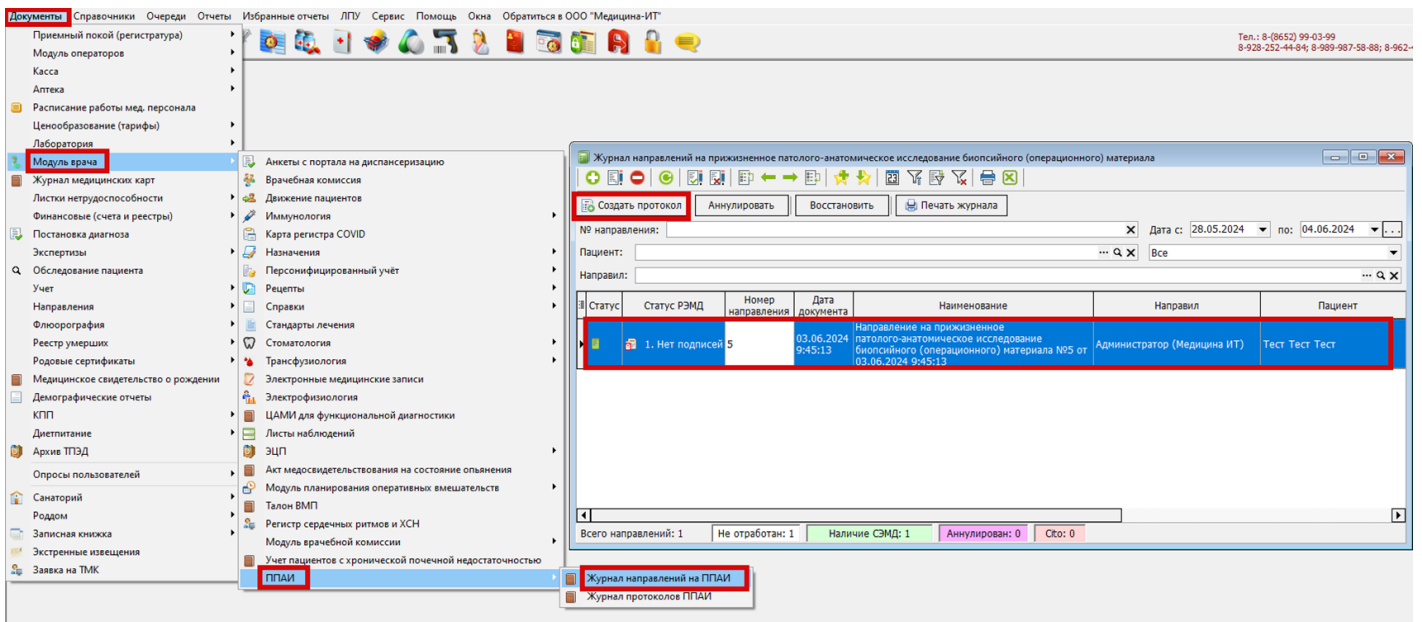 Документы Справочники Очереди Отчеты Избранные отчеты ЛПУ Сервис Помощь Окна Обратиться в ООО "Медицина-ИТ"
Тел.: 8-(8652) 99-03-99
8-928-252-44-84; 8-989-987-58-88; 8-962-
Приемный покой (регистратура)
Модуль операторов
Касса
Аптека
Расписание работы мед. персонала
Ценообразование (тарифы)
Лаборатория
Модуль врача
Журнал медицинских карт
Листки нетрудоспособности
Финансовые (счета и реестры)
Постановка диагноза
Экспертизы
Обследование пациента
Учет
Направления
Флюорография
Реестр умерших
Родовые сертификаты
Медицинское свидетельство о рождении
Демографические отчеты
КПП
Диетпитание
Архив ТПЭД
Опросы пользователей
Санаторий
Роддом
Записная книжка
Экстренные извещения
Заявка на ТМК
Анкеты с портала на диспансеризацию
Врачебная комиссия
Движение пациентов
Иммунология
Карта регистра COVID
Назначения
Персонифицированный учёт
Рецепты
Справки
Стандарты лечения
Стоматология
Трансфузиология
Электронные медицинские записи
Электрофизиология
ЦАМИ для функциональной диагностики
Листы наблюдений
ЭЦП
Акт медосвидетельствования на состояние опьянения
Модуль планирования оперативных вмешательств
Талон ВМП
Регистр сердечных ритмов и ХСН
Модуль врачебной комиссии
Учет пациентов с хронической почечной недостаточностью
ППАИ
Журнал направлений на ППАИ
Журнал протоколов ППАИ
Журнал направлений на прижизненное патолого-анатомическое исследование биопсийного (операционного) материала
23
Создать протокол Аннулировать Восстановить Печать журнала
№ направления: Дата с: 28.05.2024 по: 04.06.2024 ...
Пациент: ... Все
Направил: ...
Статус Статус РЭМД Номер направления Дата документа Наименование Направил Пациент
1. Нет подписей 5 03.06.2024 9:45:13 Направление на прижизненное
патолого-анатомическое исследование
биопсийного (операционного) материала №5 от
03.06.2024 9:45:13
Администратор (Медицина ИТ) Тест Тест Тест
Всего направлений: 1 Не отработан: 1 Наличие СЭМД: 1 Аннулирован: 0 Cito: 0